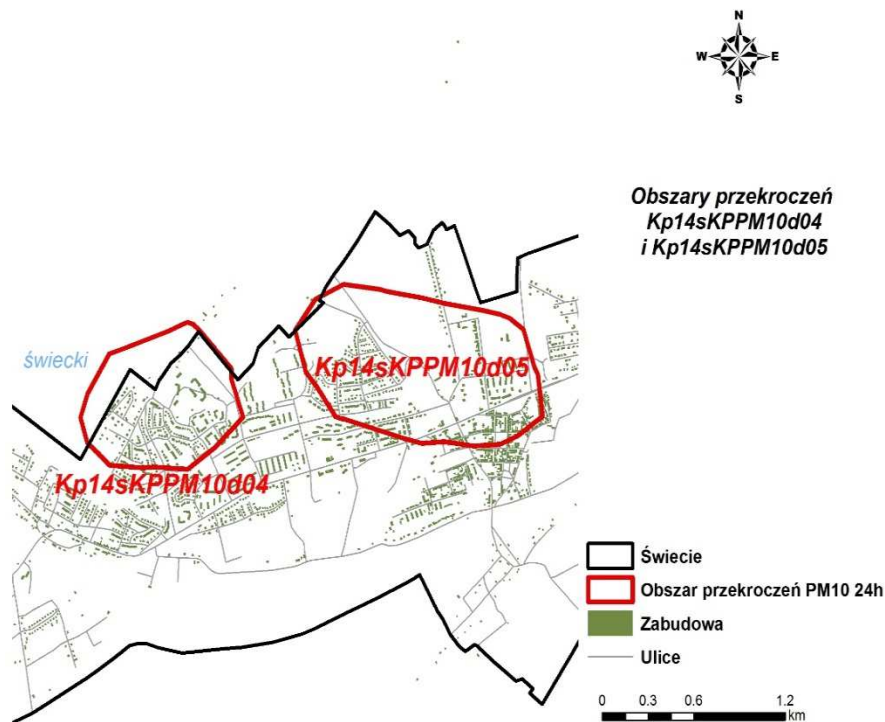 N
W E
S
Obszary przekroczeń
Kp14sKPPM10d04
i Kp14sKPPM10d05
świecki
Kp14sKPPM10d05
Kp14sKPPM10d04
Świecie
Obszar przekroczeń PM10 24h
Zabudowa
Ulice
0 0.3 0.6 1.2
km